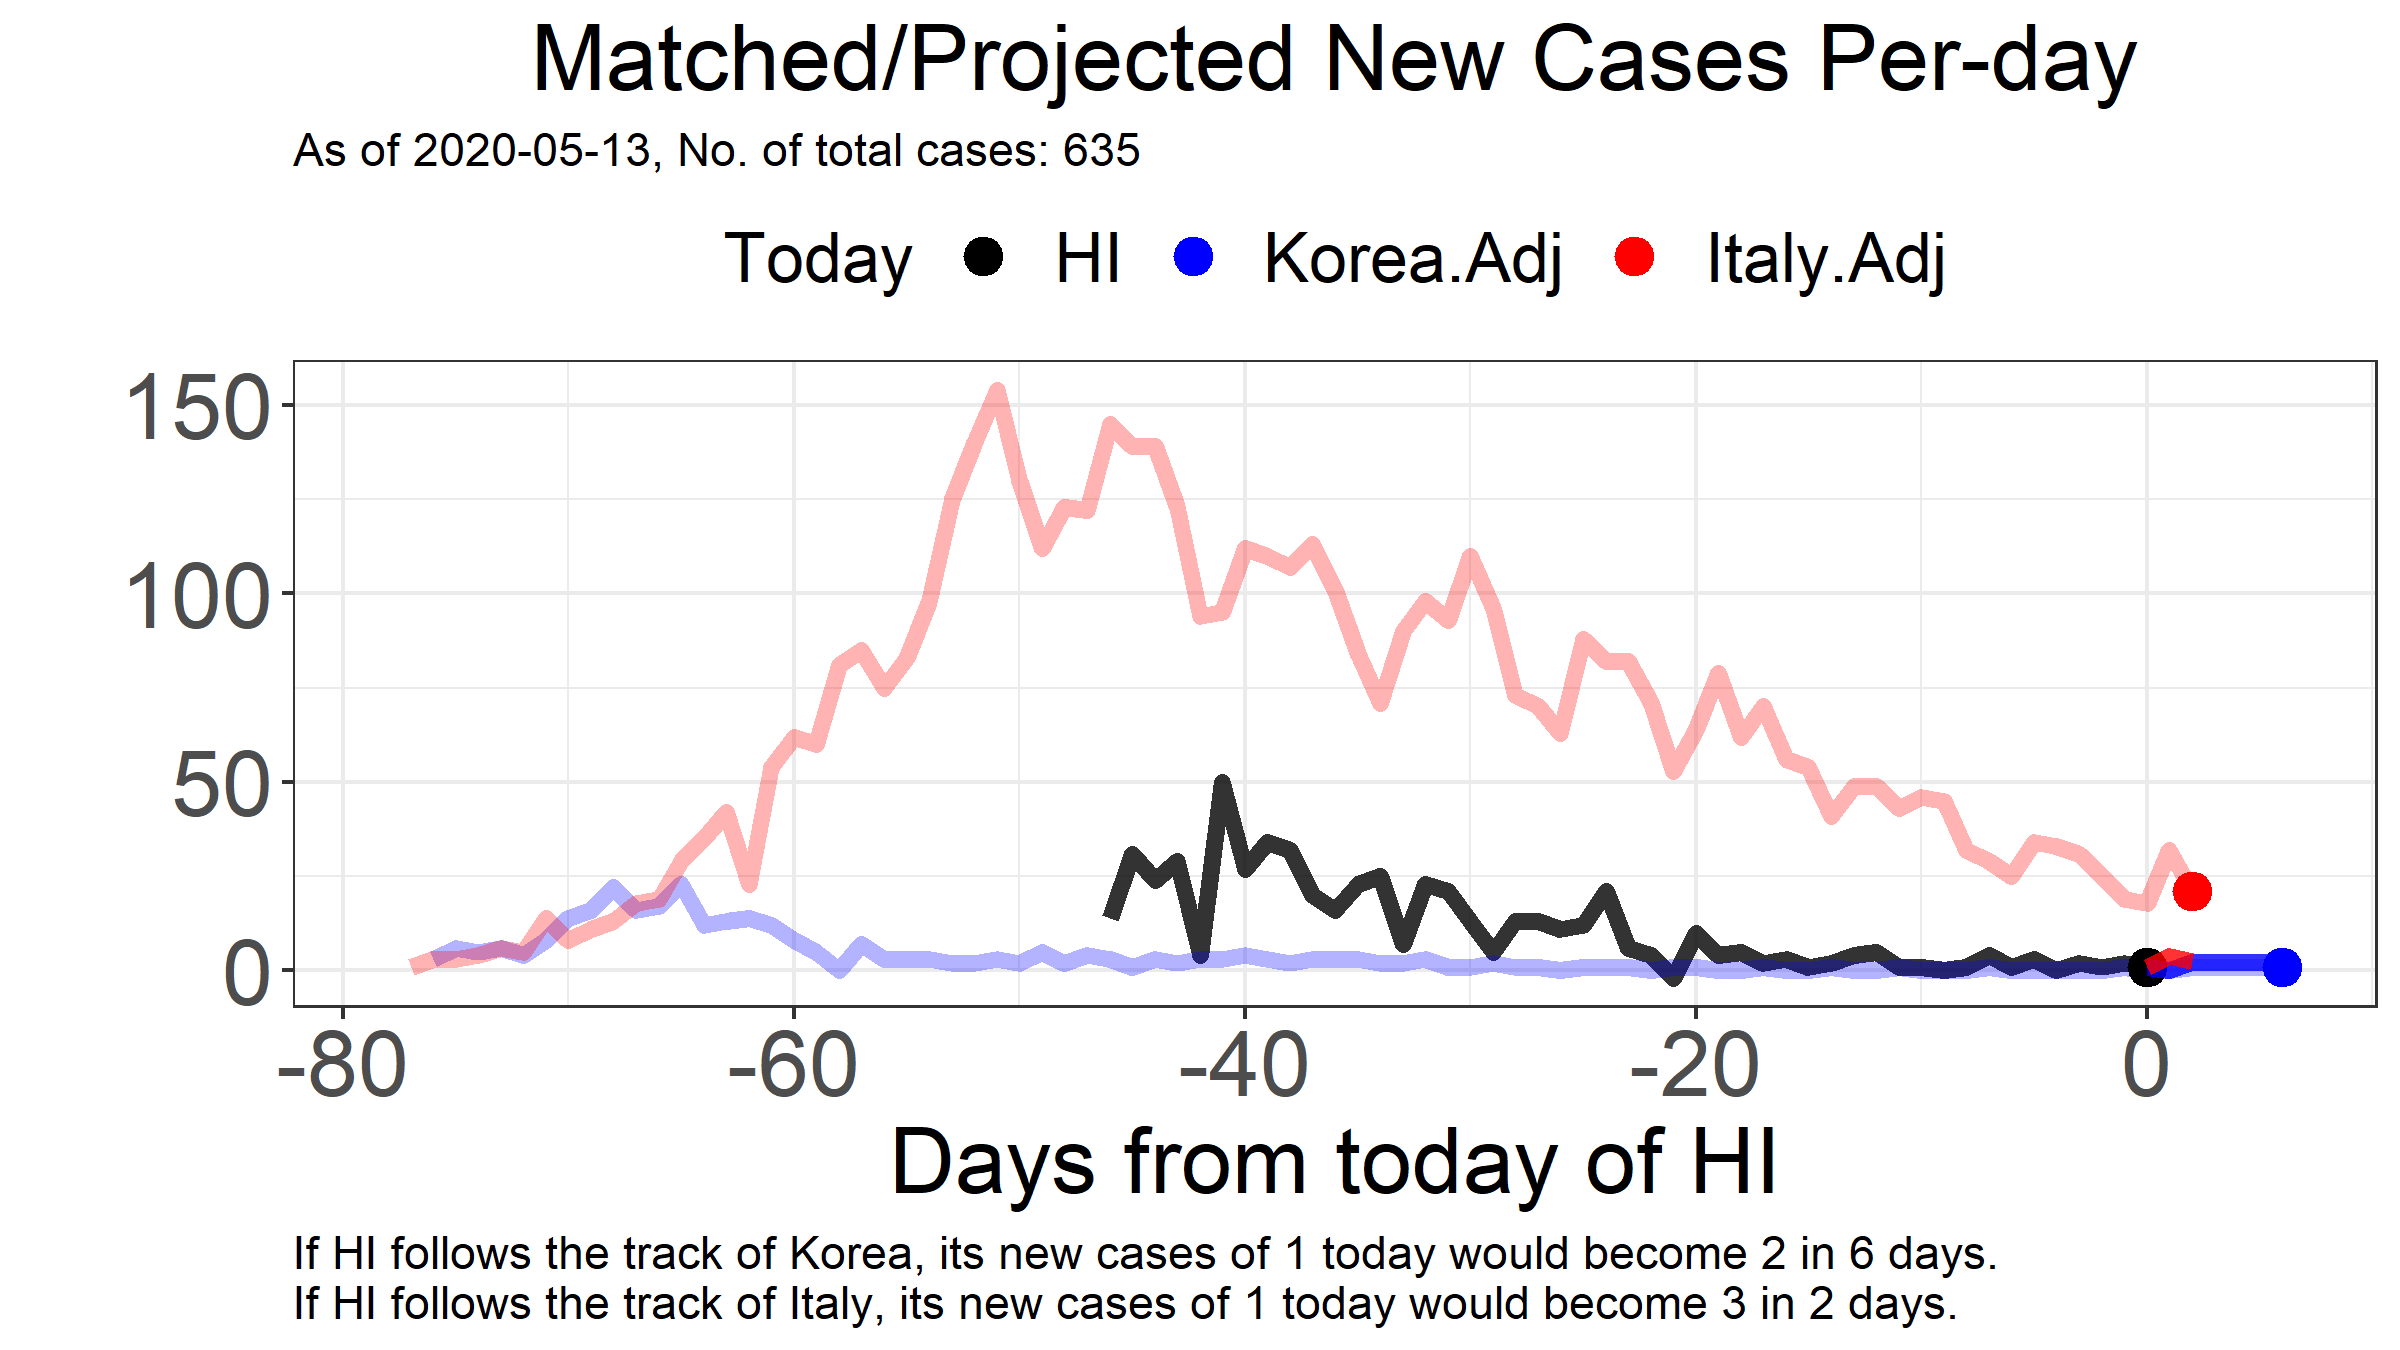 Matched/Projected New Cases Per-day
As of 2020-05-13, No. of total cases: 635
Today HI Korea.Adj Italy.Adj
150
100
50
0
-80 -60 -40 -20 0
Days from today of HI
If HI follows the track of Korea, its new cases of 1 today would become 2 in 6 days.
If HI follows the track of Italy, its new cases of 1 today would become 3 in 2 days.